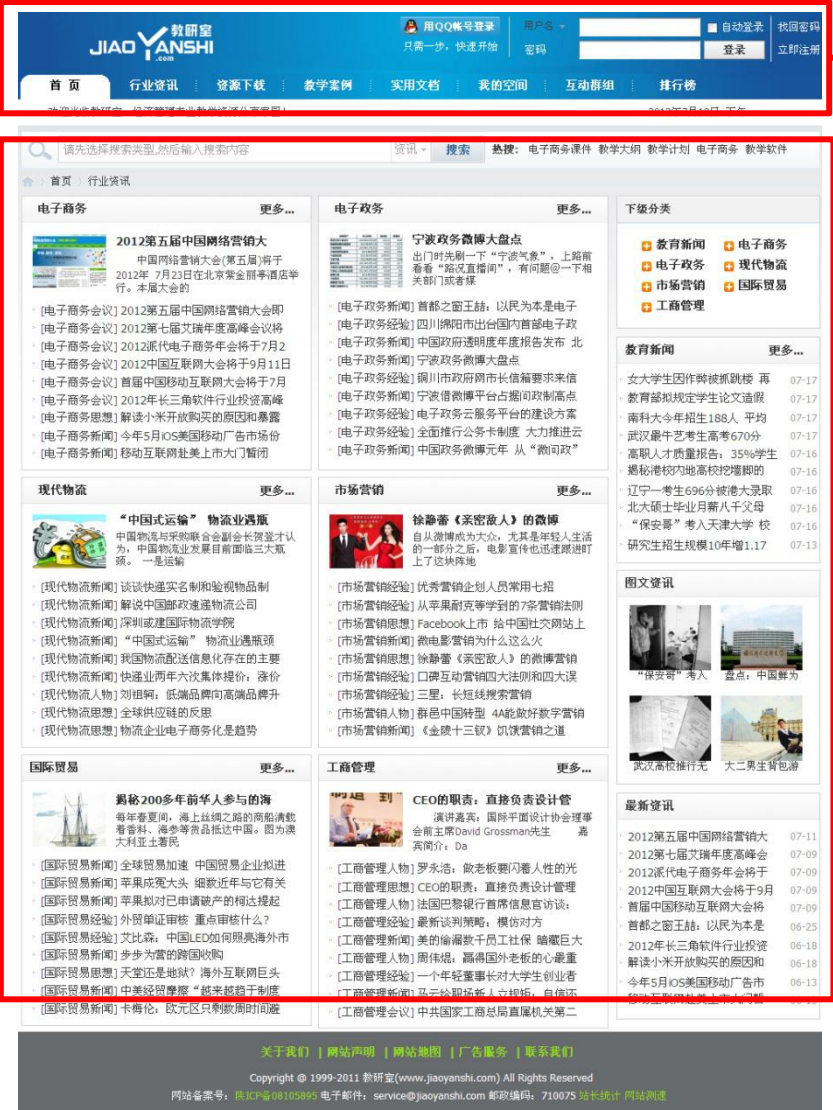 JIAO YANSHI .com 教研室
用QQ帐号登录
只需一步，快速开始
用户名
密码
自动登录
找回密码
登录
立即注册
首页 行业资讯 资源下载 教学案例 实用文档 我的空间 互动群组 排行榜
请先选择搜索类型,然后输入搜索内容 资讯 搜索 热搜: 电子商务课件 教学大纲 教学计划 电子商务 教学软件
首页 行业资讯
电子商务 更多...
2012第五届中国网络营销大
中国网络营销大会(第五届)将于
2012年 7月23日在北京紫金丽亭酒店举
行。本届大会的
[电子商务会议] 2012第五届中国网络营销大会即
[电子商务会议] 2012第七届艾瑞年度高峰会议将
[电子商务会议] 2012派代电子商务年会将于7月2
[电子商务会议] 2012中国互联网大会将于9月11日
[电子商务会议] 首届中国移动互联网大会将于7月
[电子商务会议] 2012年长三角软件行业投资高峰
[电子商务思想] 解读小米开放购买的原因和暴露
[电子商务新闻] 今年5月iOS美国移动广告市场份
[电子商务新闻] 移动互联网赴美上市大门暂闭
电子政务 更多...
宁波政务微博大盘点
出门时先刷一下“宁波气象”，上路前
看看“路况直播间”，有问题@一下相
关部门或者媒
[电子政务新闻] 首都之窗王喆：以民为本是电子
[电子政务经验] 四川绵阳市出台国内首部电子政
[电子政务新闻] 中国政府透明度年度报告发布 北
[电子政务新闻] 宁波政务微博大盘点
[电子政务经验] 铜川市政府网市长信箱要求来信
[电子政务新闻] 宁波借微博平台占据问政制高点
[电子政务经验] 电子政务云服务平台的建设方案
[电子政务经验] 全面推行公务卡制度 大力推进云
[电子政务新闻] 中国政务微博元年 从“微问政”
现代物流 更多...
“中国式运输” 物流业遇瓶
中国物流与采购联合会副会长贺登才认
为，中国物流业发展目前面临三大瓶
颈。 一是运输
[现代物流新闻] 谈谈快递实名制和验视物品制
[现代物流新闻] 解说中国邮政速递物流公司
[现代物流新闻] 深圳或建国际物流学院
[现代物流新闻] “中国式运输” 物流业遇瓶颈
[现代物流新闻] 我国物流配送信息化存在的主要
[现代物流新闻] 快递业两年六次集体提价：涨价
[现代物流人物] 刘祖轲：低端品牌向高端品牌升
[现代物流思想] 全球供应链的反思
[现代物流思想] 物流企业电子商务化是趋势
市场营销 更多...
徐静蕾《亲密敌人》的微博
自从微博成为大众，尤其是年轻人生活
的一部分之后，电影宣传也迅速跟进盯
上了这块阵地
[市场营销经验] 优秀营销企划人员常用七招
[市场营销经验] 从苹果耐克等学到的7条营销法则
[市场营销思想] Facebook上市 给中国社交网站上
[市场营销新闻] 微电影营销为什么这么火
[市场营销思想] 徐静蕾《亲密敌人》的微博营销
[市场营销经验] 口碑互动营销四大法则和四大误
[市场营销经验] 三星：长短线搜索营销
[市场营销人物] 群邑中国转型 4A能做好数字营销
[市场营销新闻] 《金陵十三钗》饥饿营销之道
国际贸易 更多...
揭秘200多年前华人参与的海
每年春夏间，海上丝绸之路的商船满载
着香料、海参等货品抵达中国。图为澳
大利亚土著民
[国际贸易新闻] 全球贸易加速 中国贸易企业拟进
[国际贸易新闻] 苹果成冤大头 细数近年与它有关
[国际贸易新闻] 苹果拟对已申请破产的柯达提起
[国际贸易经验] 外贸单证审核 重点审核什么？
[国际贸易经验] 艾比森：中国LED如何照亮海外市
[国际贸易新闻] 步步为营的跨国收购
[国际贸易思想] 天堂还是地狱？海外互联网巨头
[国际贸易新闻] 中美经贸摩擦“越来越趋于制度
[国际贸易新闻] 卡梅伦：欧元区只剩数周时间避
工商管理 更多...
CEO的职责：直接负责设计管
演讲嘉宾：国际平面设计协会理事
会前主席David Grossman先生 嘉
宾简介：Da
[工商管理人物] 罗永浩：做老板要闪着人性的光
[工商管理思想] CEO的职责：直接负责设计管理
[工商管理人物] 法国巴黎银行首席信息官访谈：
[工商管理经验] 最新谈判策略：模仿对方
[工商管理新闻] 美的偷漏数千员工社保 暗藏巨大
[工商管理人物] 周伟焜：赢得国外老板的心最重
[工商管理经验] 一个年轻董事长对大学生创业者
[工商管理新闻] 马云给职场新人立规矩：自信还
[工商管理会议] 中共国家工商总局直属机关第二
下级分类
教育新闻 电子商务
电子政务 现代物流
市场营销 国际贸易
工商管理
教育新闻 更多...
女大学生因作弊被抓跳楼 再 07-17
教育部拟规定学生论文造假 07-17
南科大今年招生188人 平均 07-17
武汉最牛艺考生高考670分 07-17
高职人才质量报告：35%学生 07-16
揭秘港校内地高校挖墙脚的 07-16
辽宁一考生696分被港大录取 07-16
北大硕士毕业月薪八千父母 07-16
“保安哥”考入天津大学 校 07-16
研究生招生规模10年增1.17 07-13
图文资讯
“保安哥”考入 盘点：中国鲜为
武汉高校推行无 大二男生背包游
最新资讯
2012第五届中国网络营销大 07-11
2012第七届艾瑞年度高峰会 07-09
2012派代电子商务年会将于 07-09
2012中国互联网大会将于9月 07-09
首届中国移动互联网大会将 07-09
首都之窗王喆：以民为本是 06-25
2012年长三角软件行业投资 06-18
解读小米开放购买的原因和 06-18
今年5月iOS美国移动广告市 06-13
关于我们 | 网站声明 | 网站地图 | 广告服务 | 联系我们
Copyright @ 1999-2011 教研室(www.jiaoyanshi.com) All Rights Reserved
网站备案号：陕ICP备08105895 电子邮件：service@jiaoyanshi.com 邮政编码：710075 站长统计 网站测速